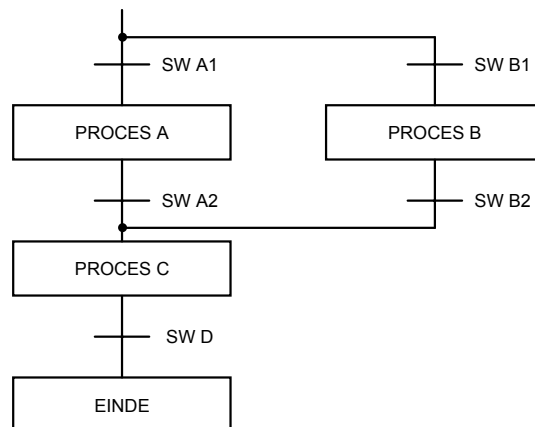 SW A1
SW B1
PROCES A
PROCES B
SW A2
SW B2
PROCES C
SW D
EINDE